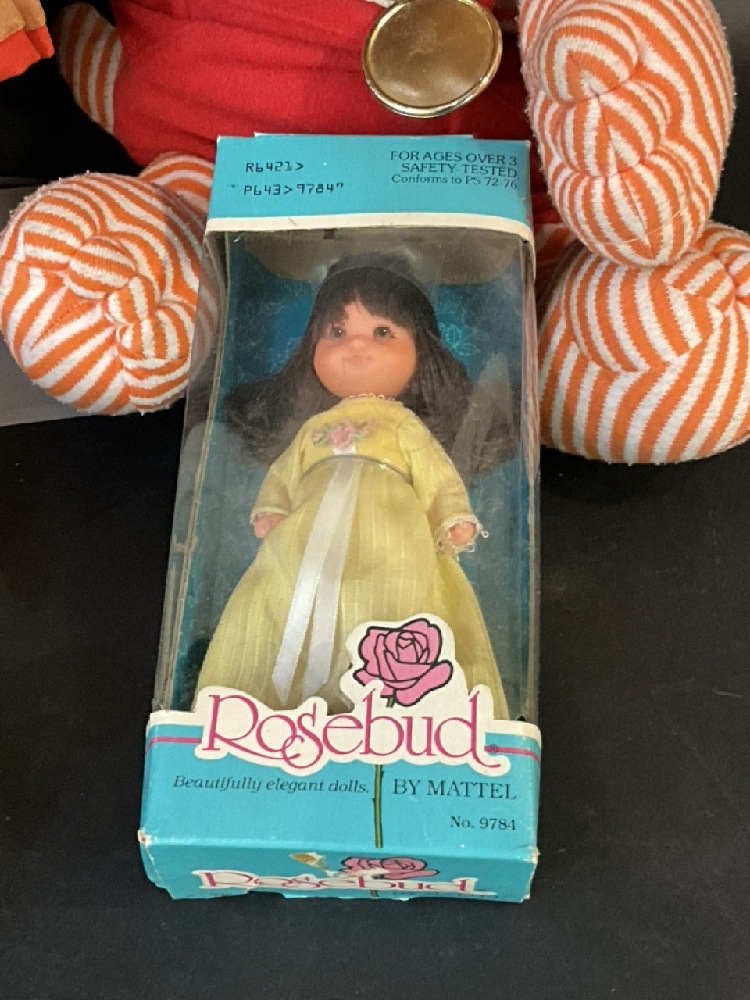 R6421>
P643>9784"
FOR AGES OVER 3
SAFETY TESTED
Conforms to PS 72-76
Rosebud®
Beautifully elegant dolls. BY MATTEL
No. 9784
Rosebud